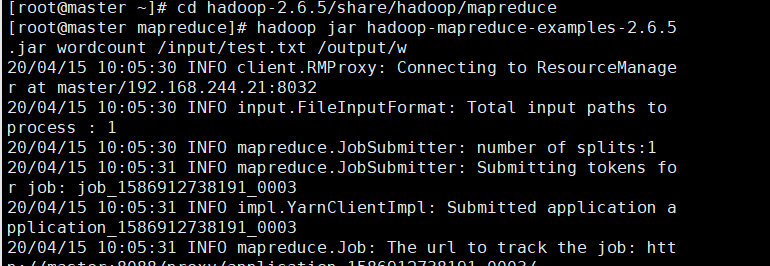 [root@master ~]# cd hadoop-2.6.5/share/hadoop/mapreduce
[root@master mapreduce]# hadoop jar hadoop-mapreduce-examples-2.6.5
.jar wordcount /input/test.txt /output/w
20/04/15 10:05:30 INFO client.RMProxy: Connecting to ResourceManage
r at master/192.168.244.21:8032
20/04/15 10:05:30 INFO input.FileInputFormat: Total input paths to
process : 1
20/04/15 10:05:30 INFO mapreduce.JobSubmitter: number of splits:1
20/04/15 10:05:31 INFO mapreduce.JobSubmitter: Submitting tokens fo
r job: job_1586912738191_0003
20/04/15 10:05:31 INFO impl.YarnClientImpl: Submitted application a
pplication_1586912738191_0003
20/04/15 10:05:31 INFO mapreduce.Job: The url to track the job: htt
p://master:8088/proxy/application_1586912738191_0003/